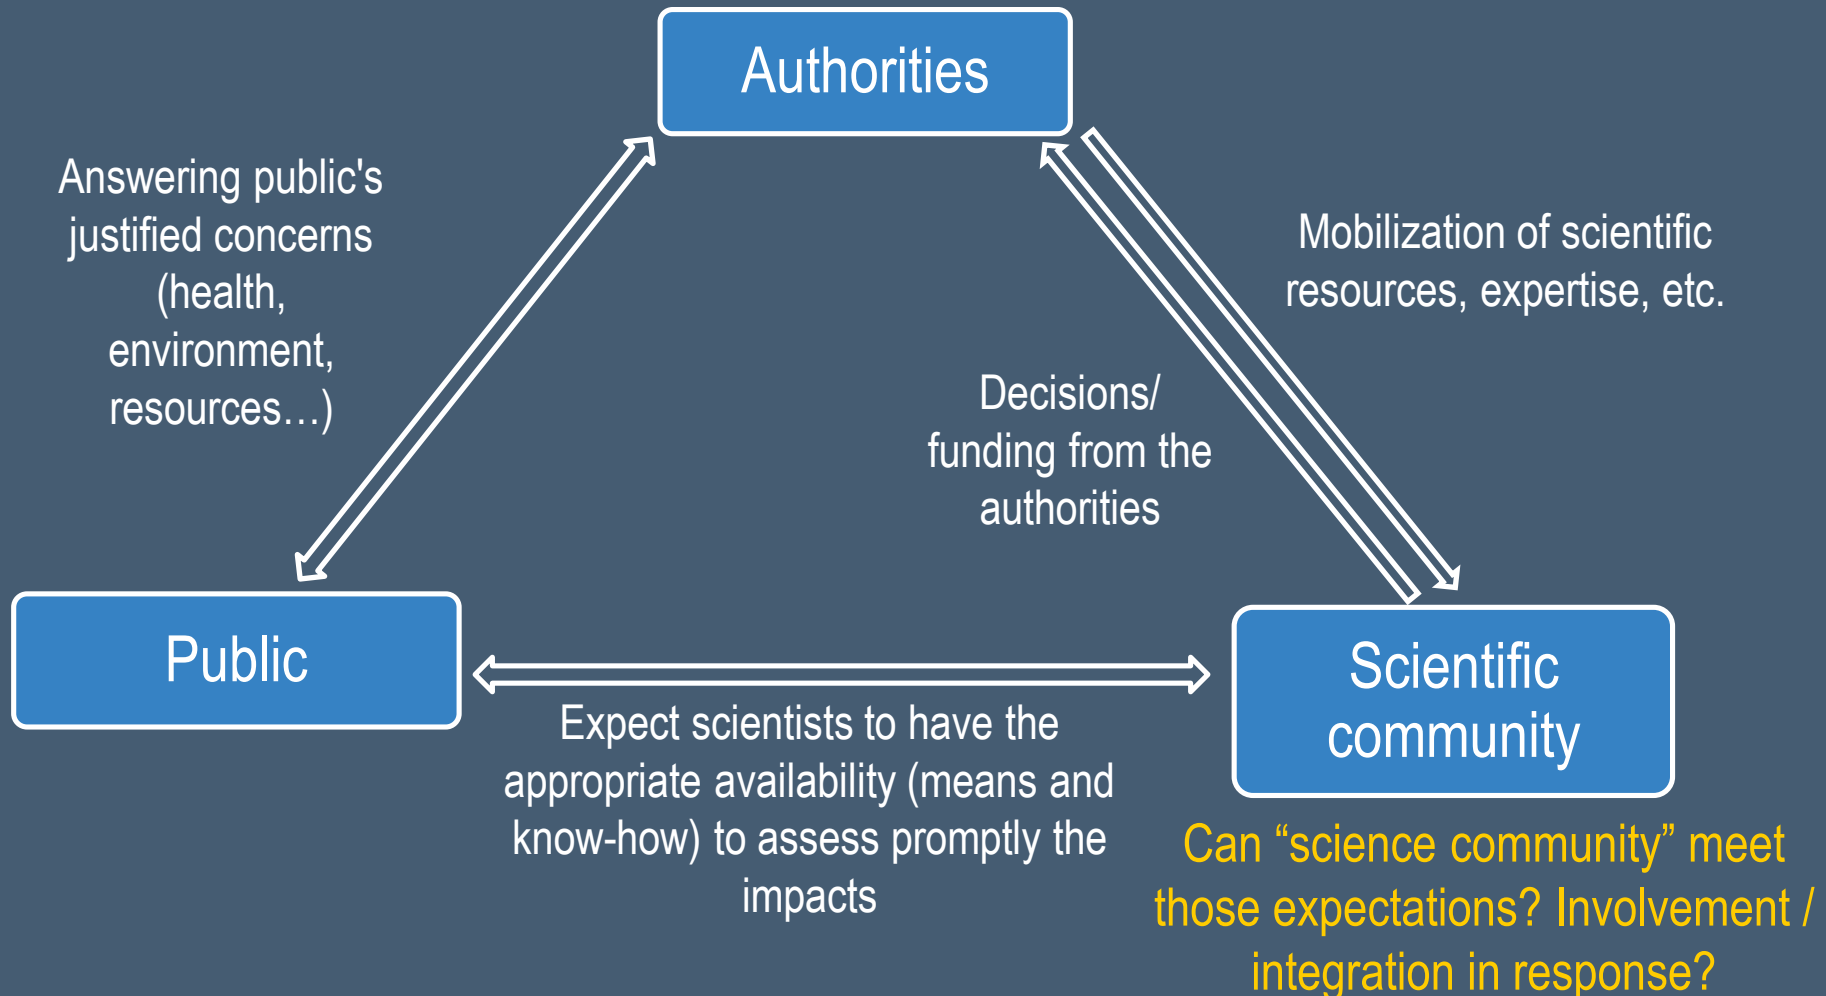 Authorities
Answering public's
justified concerns
(health,
environment,
resources…)
Mobilization of scientific
resources, expertise, etc.
Decisions/
funding from the
authorities
Public
Scientific
community
Expect scientists to have the
appropriate availability (means and
know-how) to assess promptly the
impacts
Can “science community” meet
those expectations? Involvement /
integration in response?